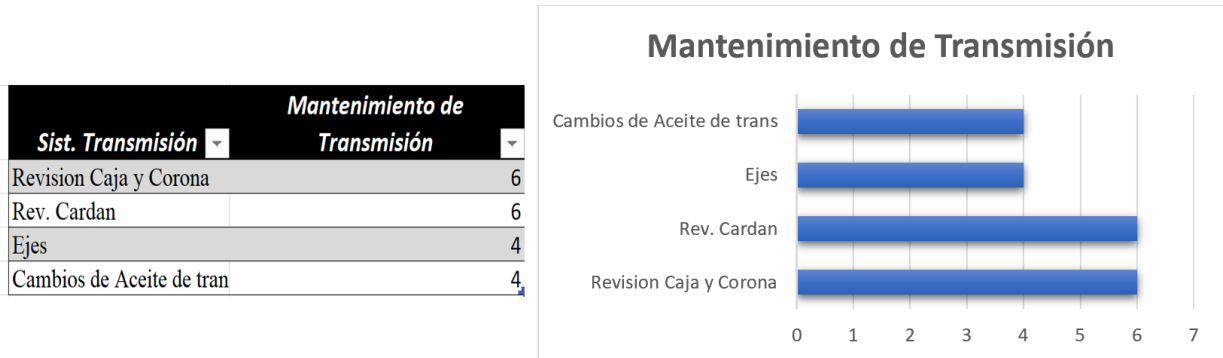 Mantenimiento de
Sist. Transmisión Transmisión
Revision Caja y Corona 6
Rev. Cardan 6
Ejes 4
Cambios de Aceite de tran 4
Mantenimiento de Transmisión
Cambios de Aceite de trans
Ejes
Rev. Cardan
Revision Caja y Corona
0 1 2 3 4 5 6 7